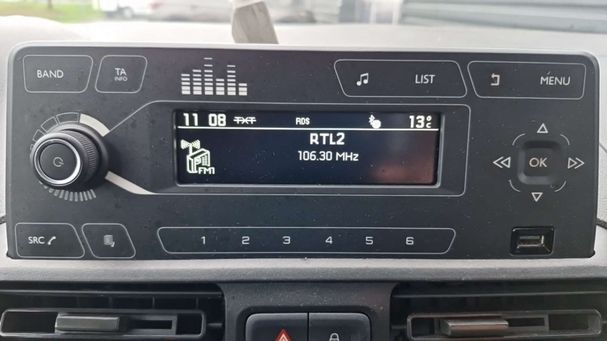 BAND
TA
INFO
LIST
MENU
11 08 TXT RDS 13°C
RTL2
106.30 MHz
FM1
OK
SRC
1 2 3 4 5 6